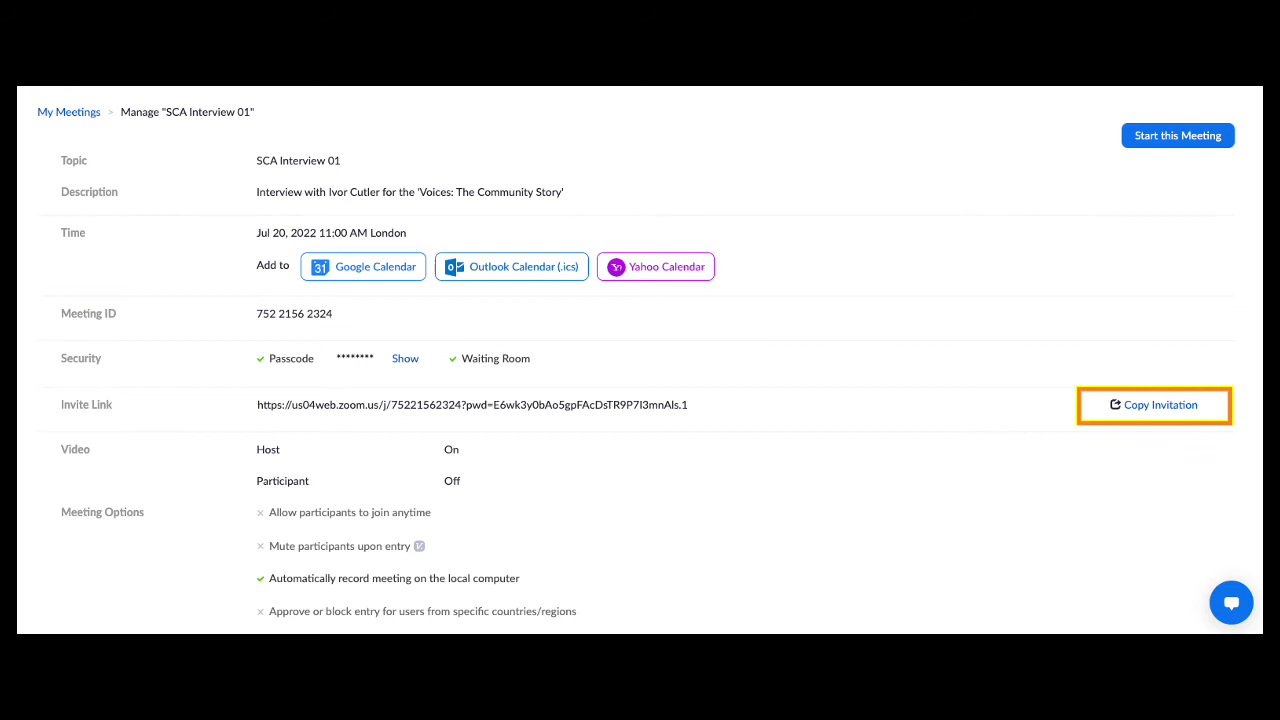 My Meetings > Manage "SCA Interview 01"
Start this Meeting
Topic SCA Interview 01
Description Interview with Ivor Cutler for the 'Voices: The Community Story'
Time Jul 20, 2022 11:00 AM London
Add to 31 Google Calendar Outlook Calendar (.ics) Yahoo Calendar
Meeting ID 752 2156 2324
Security Passcode ******** Show Waiting Room
Invite Link https://us04web.zoom.us/j/75221562324?pwd=E6wk3y0bAo5gpFAcDsTR9P7I3mnAls.1 Copy Invitation
Video Host On
Participant Off
Meeting Options × Allow participants to join anytime
× Mute participants upon entry
Automatically record meeting on the local computer
× Approve or block entry for users from specific countries/regions